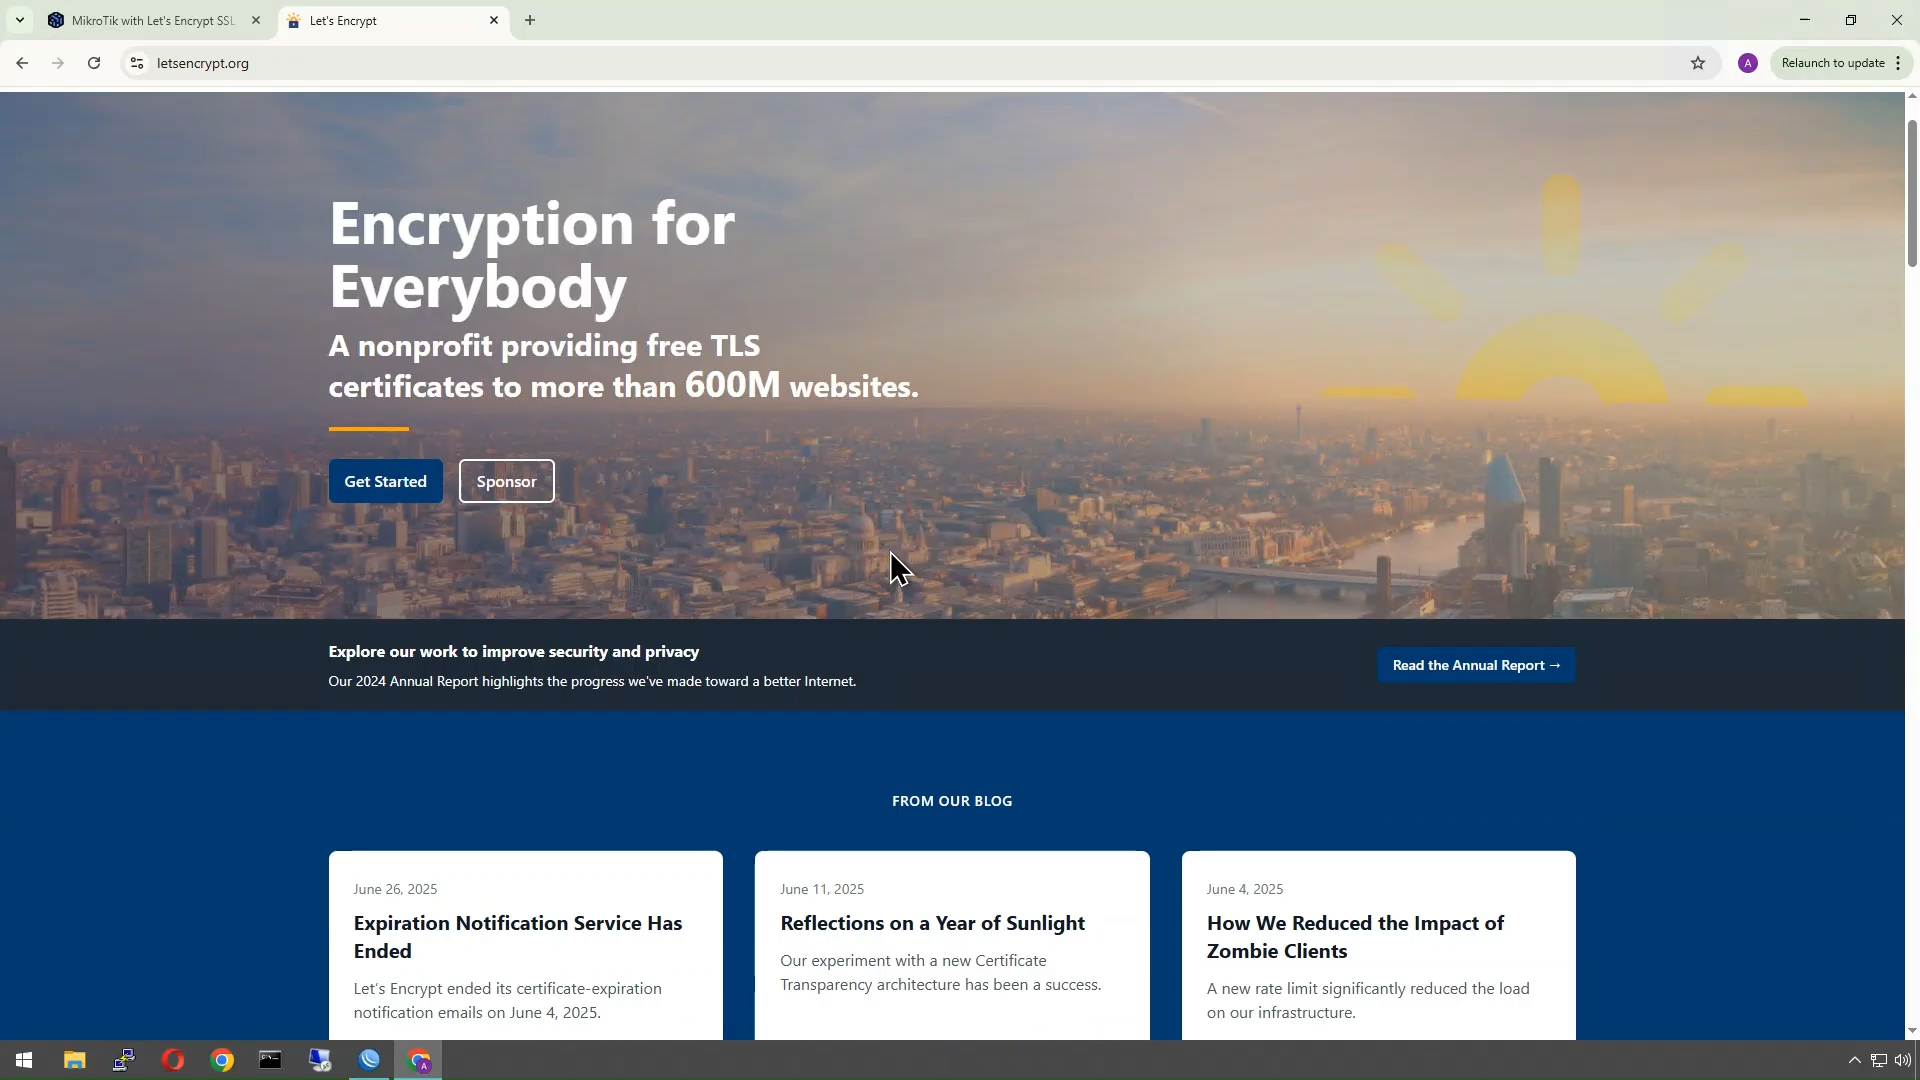 MikroTik with Let's Encrypt SSL
Let's Encrypt
letsencrypt.org
A
Relaunch to update
Encryption for
Everybody
A nonprofit providing free TLS
certificates to more than 600M websites.
Get Started
Sponsor
Explore our work to improve security and privacy
Our 2024 Annual Report highlights the progress we've made toward a better Internet.
Read the Annual Report →
FROM OUR BLOG
June 26, 2025
Expiration Notification Service Has
Ended
Let's Encrypt ended its certificate-expiration
notification emails on June 4, 2025.
June 11, 2025
Reflections on a Year of Sunlight
Our experiment with a new Certificate
Transparency architecture has been a success.
June 4, 2025
How We Reduced the Impact of
Zombie Clients
A new rate limit significantly reduced the load
on our infrastructure.
A